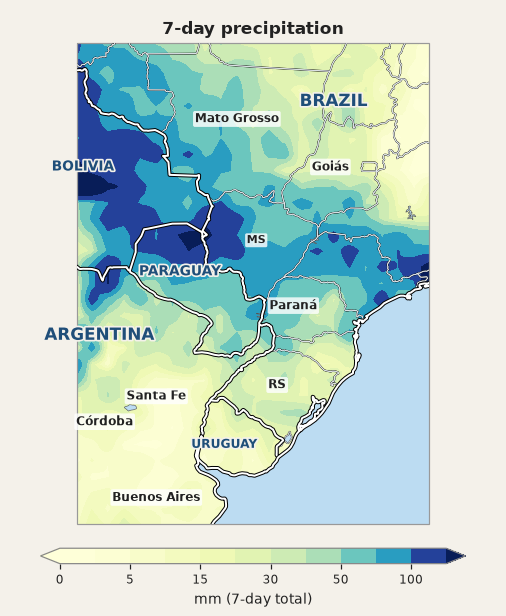 7-day precipitation
BRAZIL
Mato Grosso
BOLIVIA
Goiás
MS
PARAGUAY
Paraná
ARGENTINA
RS
Santa Fe
Córdoba
URUGUAY
Buenos Aires
0 5 15 30 50 100
mm (7-day total)